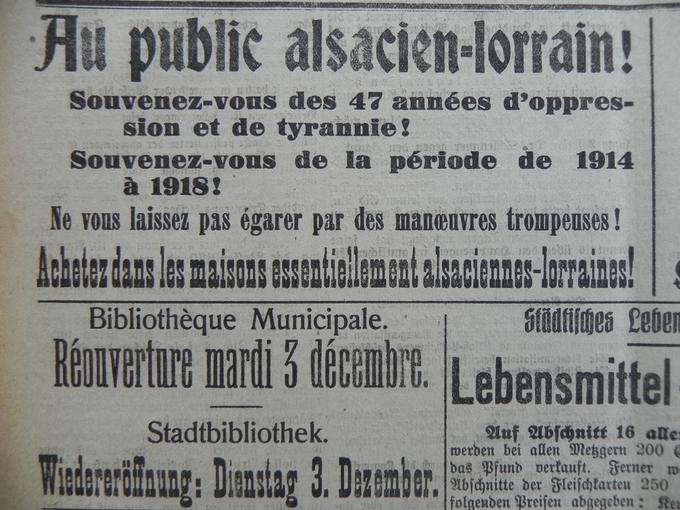 Au public alsacien-lorrain!
Souvenez-vous des 47 années d'oppres-
sion et de tyrannie!
Souvenez-vous de la période de 1914
à 1918!
Ne vous laissez pas égarer par des manœuvres trompeuses!
Achetez dans les maisons essentiellement alsaciennes-lorraines!
Bibliothèque Municipale.
Réouverture mardi 3 décembre.
Stadtbibliothek.
Wiedereröffnung: Dienstag 3. Dezember.
Städtisches Leben
Lebensmittel
Auf Abschnitt 16 alle
werden bei allen Metzgern 200
das Pfund verkauft. Ferner
Abschnitte der Fleischkarten 250
folgenden Preisen abgegeben: